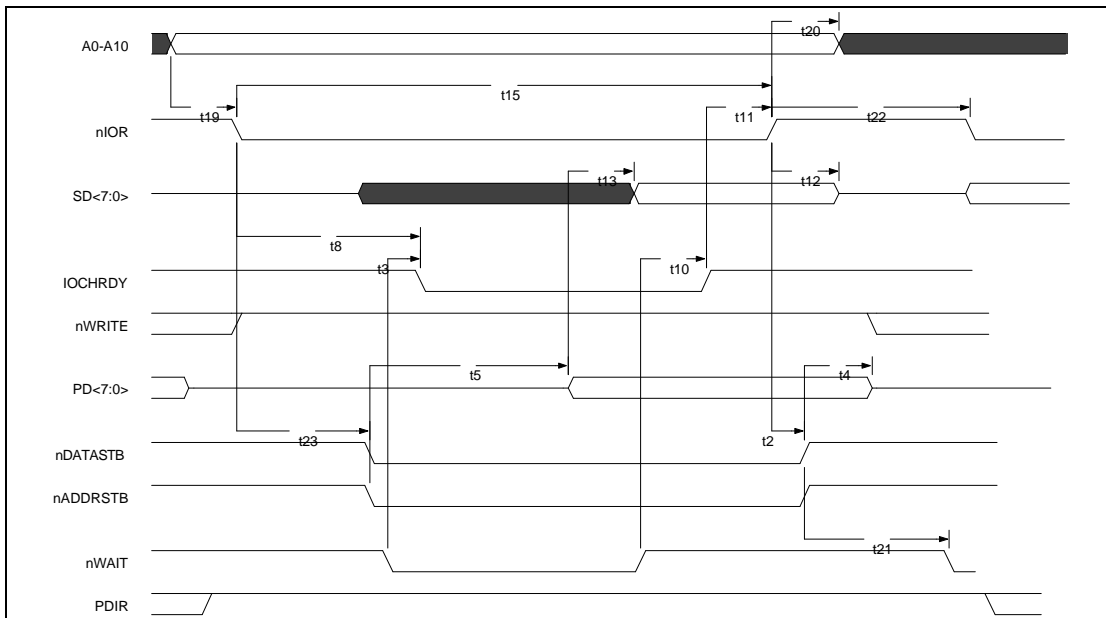 A0-A10
t20
t19
t15
t11
t22
nIOR
SD<7:0>
t13
t12
t8
t3
t10
IOCHRDY
nWRITE
PD<7:0>
t5
t4
t23
t2
nDATASTB
nADDRSTB
nWAIT
t21
PDIR